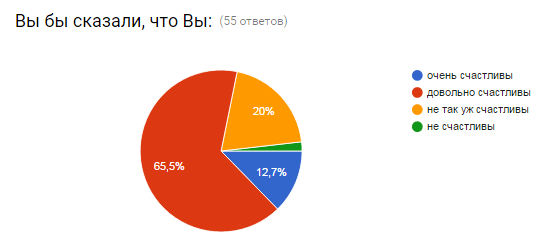 Вы бы сказали, что Вы: (55 ответов)
очень счастливы
довольно счастливы
не так уж счастливы
не счастливы
20%
65,5%
12,7%